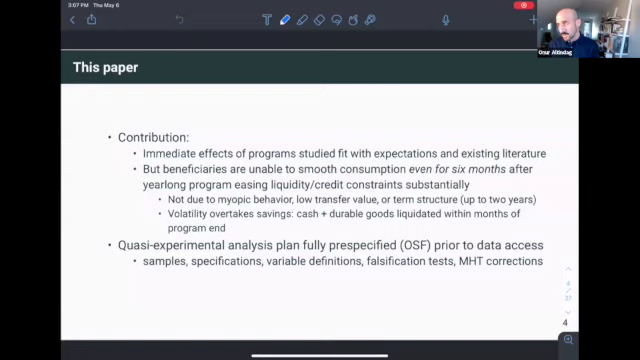 3:07 PM Thu May 6
This paper
• Contribution:
• Immediate effects of programs studied fit with expectations and existing literature
• But beneficiaries are unable to smooth consumption even for six months after
yearlong program easing liquidity/credit constraints substantially
• Not due to myopic behavior, low transfer value, or term structure (up to two years)
• Volatility overtakes savings: cash + durable goods liquidated within months of
program end
• Quasi-experimental analysis plan fully prespecified (OSF) prior to data access
• samples, specifications, variable definitions, falsification tests, MHT corrections
4
/
37
4
Onur Altindag